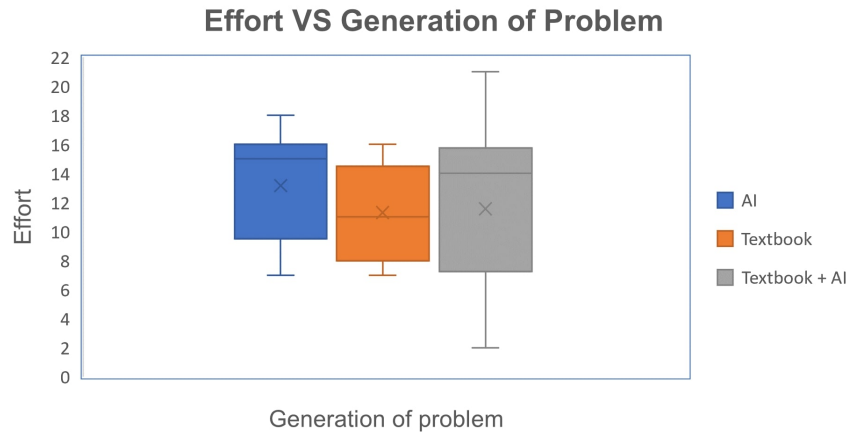 Effort VS Generation of Problem
22
20
18
16
14
12
10
8
6
4
2
0
Effort
AI
Textbook
Textbook + AI
Generation of problem